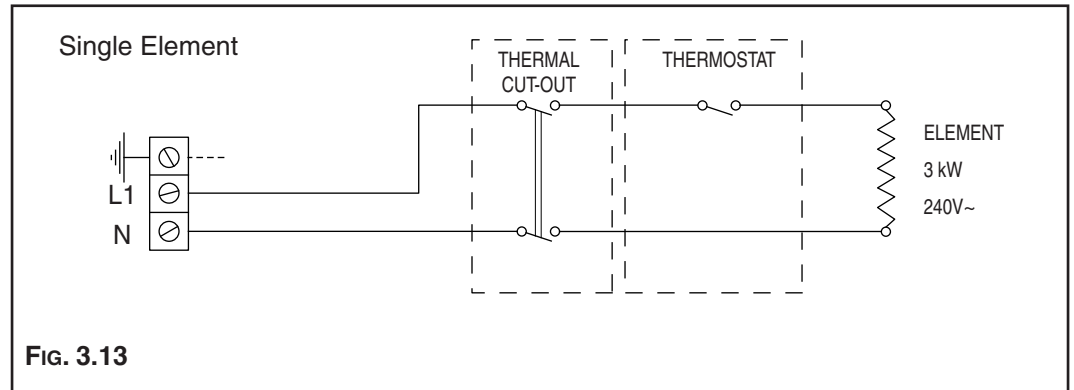 Single Element
THERMAL
CUT-OUT
THERMOSTAT
L1
N
ELEMENT
3 kW
240V~
FIG. 3.13